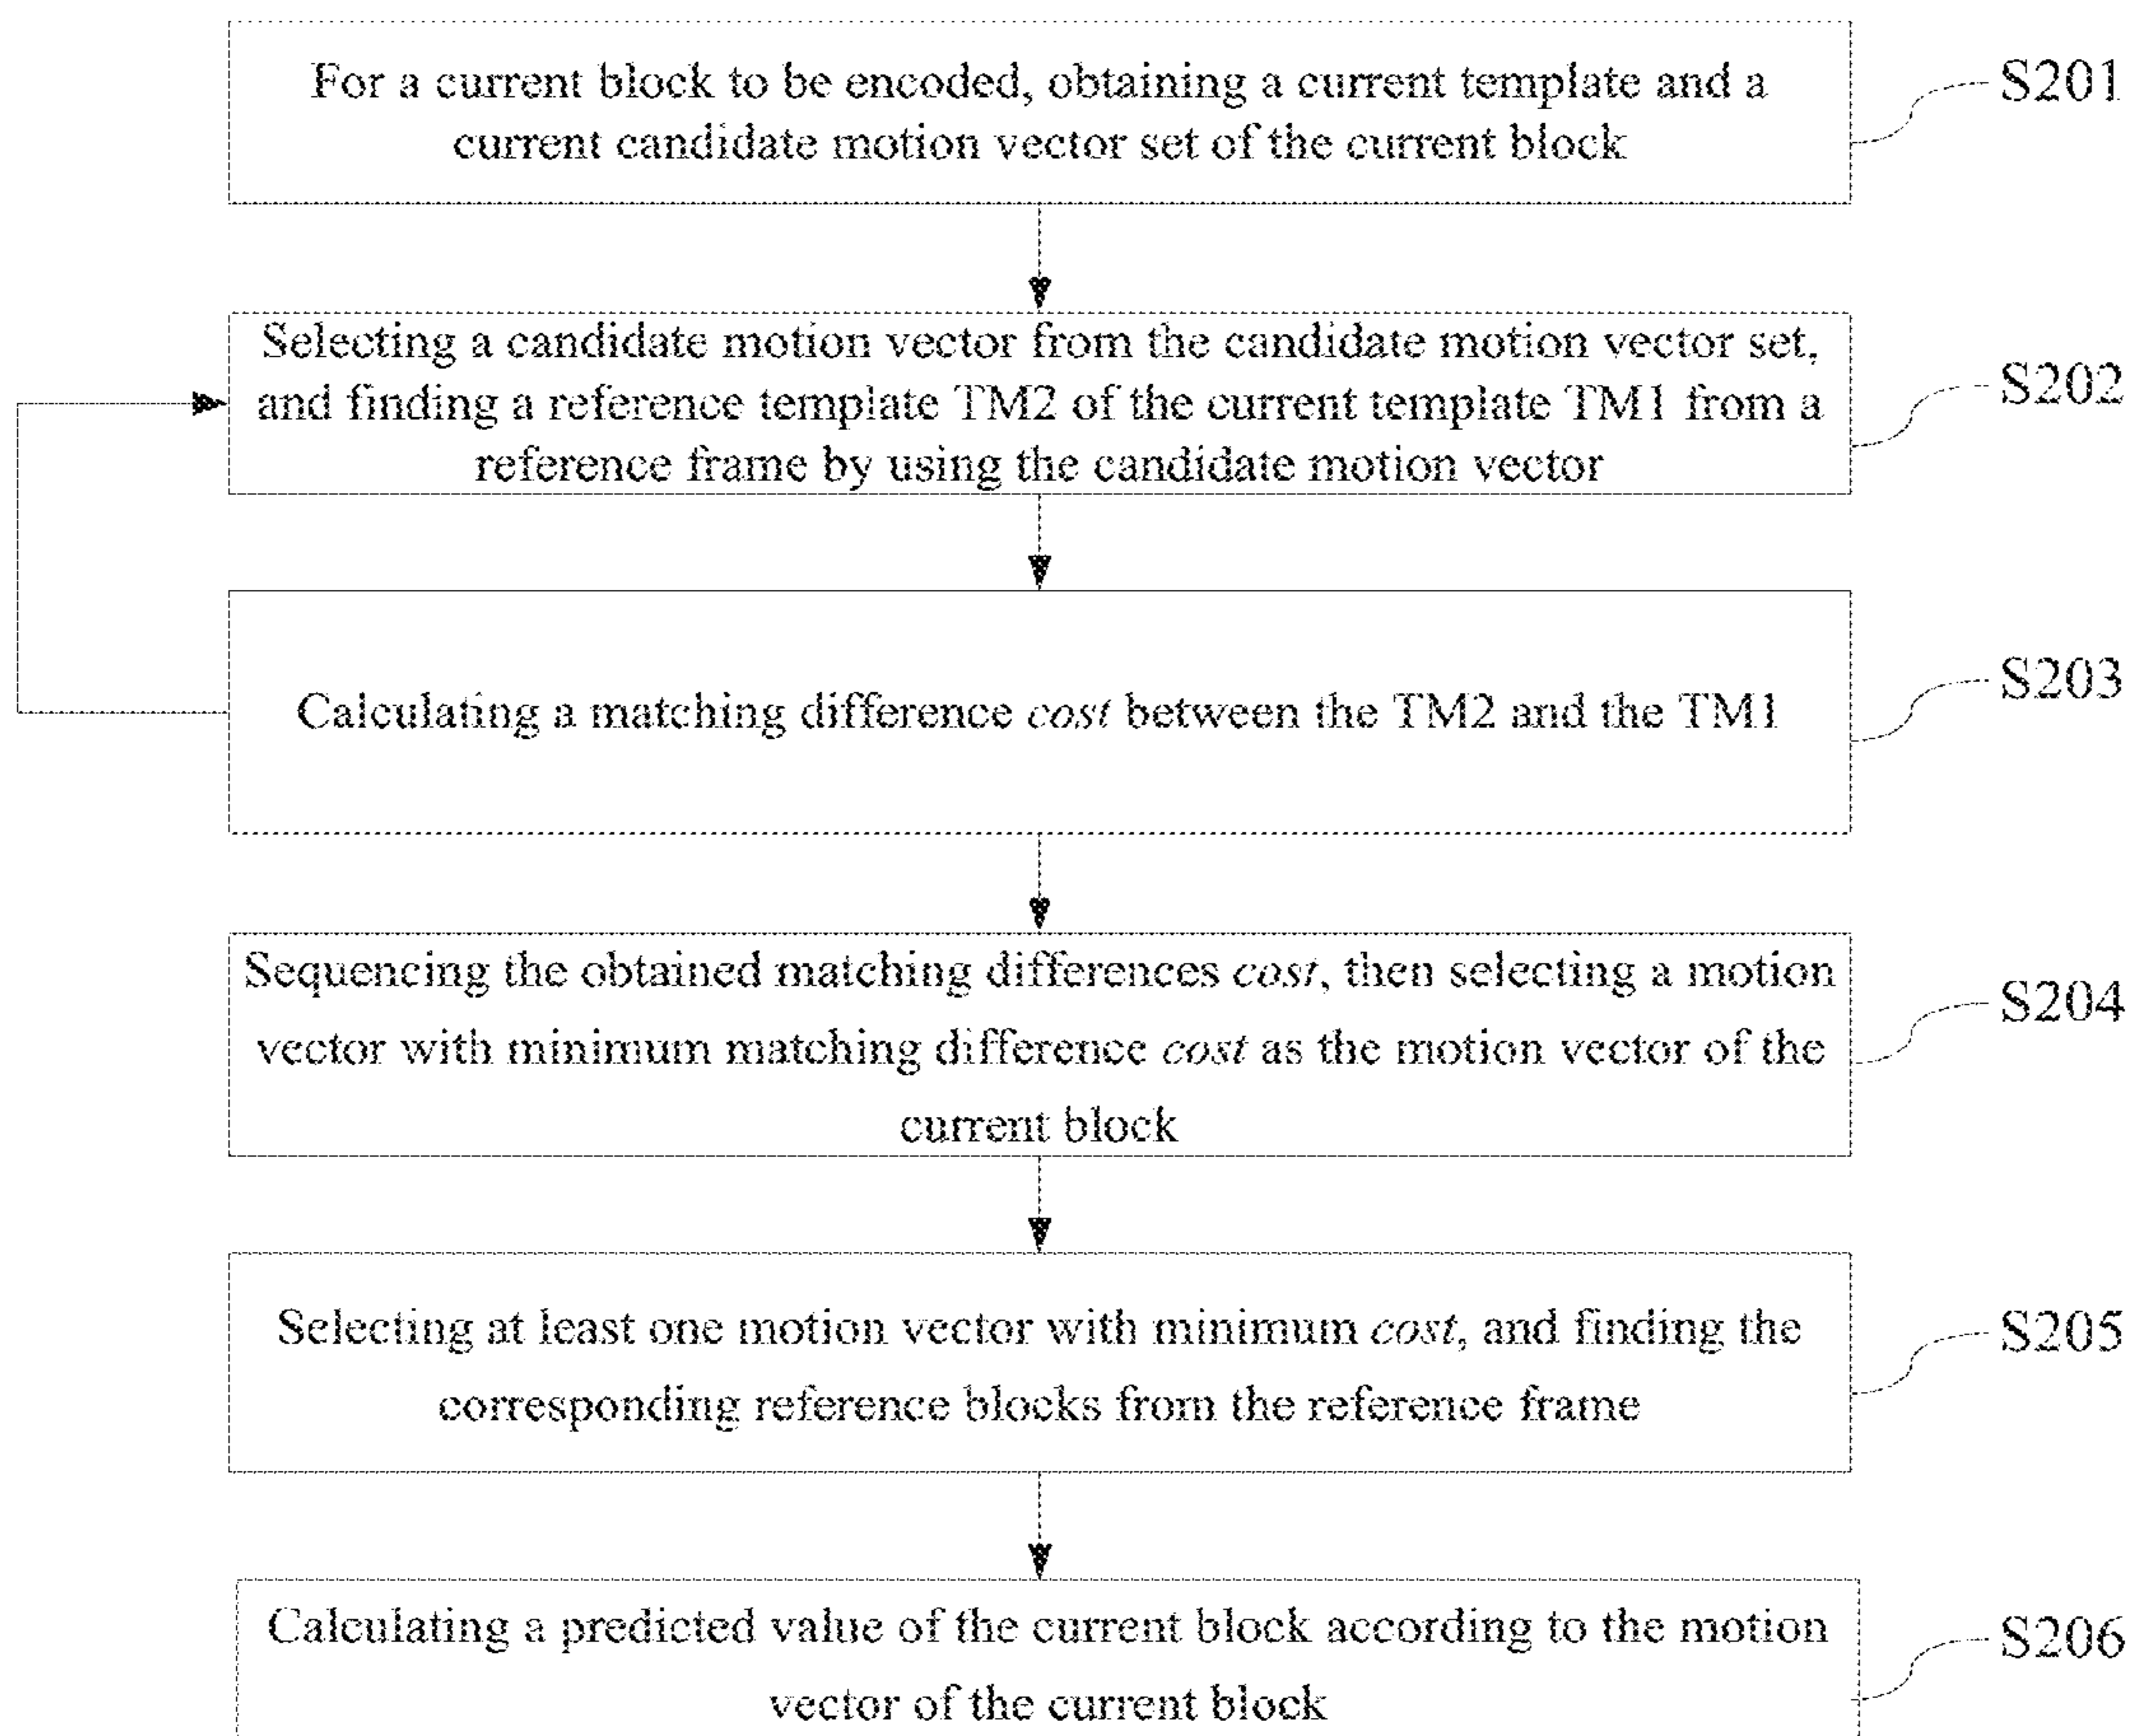 For a current block to be encoded, obtaining a current template and a
current candidate motion vector set of the current block
S201
Selecting a candidate motion vector from the candidate motion vector set,
and finding a reference template TM2 of the current template TM1 from a
reference frame by using the candidate motion vector
S202
Calculating a matching difference cost between the TM2 and the TM1
S203
Sequencing the obtained matching differences cost, then selecting a motion
vector with minimum matching difference cost as the motion vector of the
current block
S204
Selecting at least one motion vector with minimum cost, and finding the
corresponding reference blocks from the reference frame
S205
Calculating a predicted value of the current block according to the motion
vector of the current block
S206